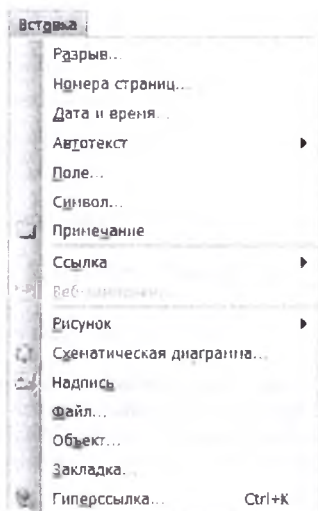 Вставка
Разрыв...
Номера страниц...
Дата и время...
Автотекст
Поле...
Символ...
Примечание
Ссылка
Рисунок
Схематическая диаграмма...
Надпись
Файл...
Объект...
Закладка...
Гиперссылка... Ctrl+K